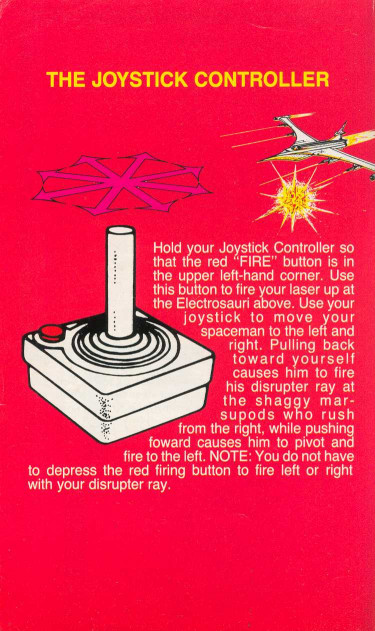 THE JOYSTICK CONTROLLER
Hold your Joystick Controller so
that the red "FIRE" button is in
the upper left-hand corner. Use
this button to fire your laser up at
the Electrosauri above. Use your
joystick to move your
spaceman to the left and
right. Pulling back
toward yourself
causes him to fire
his disrupter ray at
the shaggy mar-
supods who rush
from the right, while pushing
foward causes him to pivot and
fire to the left. NOTE: You do not have
to depress the red firing button to fire left or right
with your disrupter ray.